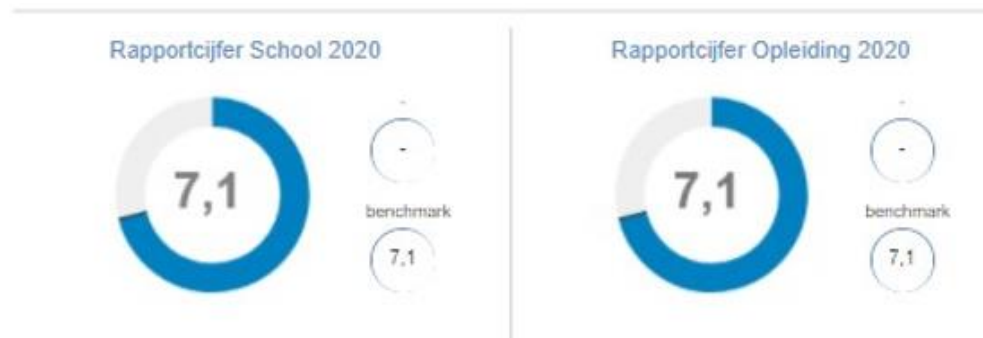 Rapportcijfer School 2020
-
-
7,1
benchmark
7,1
Rapportcijfer Opleiding 2020
-
-
7,1
benchmark
7,1